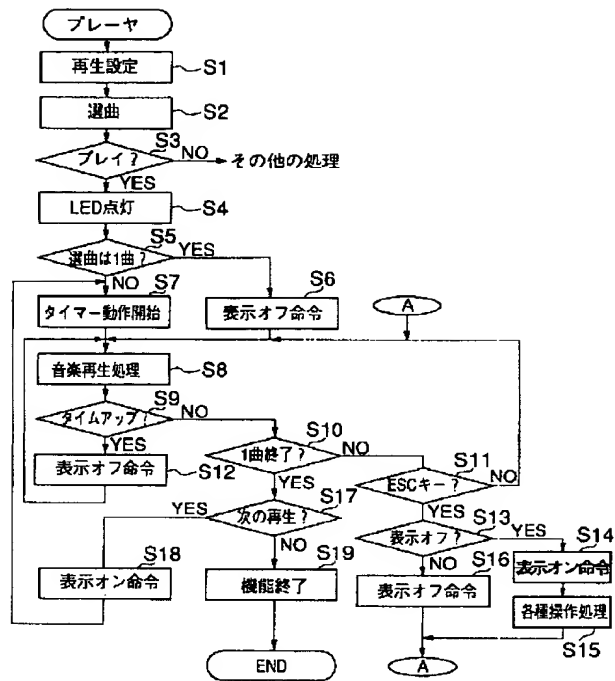 プレーヤ
再生設定 S1
選曲 S2
S3
プレイ? NO その他の処理
YES
LED点灯 S4
S5
選曲は1曲? YES
NO
S7
タイマー動作開始
S6
表示オフ命令
A
音楽再生処理 S8
S9
タイムアップ? NO
YES
表示オフ命令 S12
S10
1曲終了? NO
YES
S11
ESCキー? NO
YES
S17
YES 次の再生?
NO
S13
表示オフ? YES
NO
S14
表示オン命令
各種操作処理
S15
S16
表示オフ命令
S18
表示オン命令
S19
機能終了
END
A